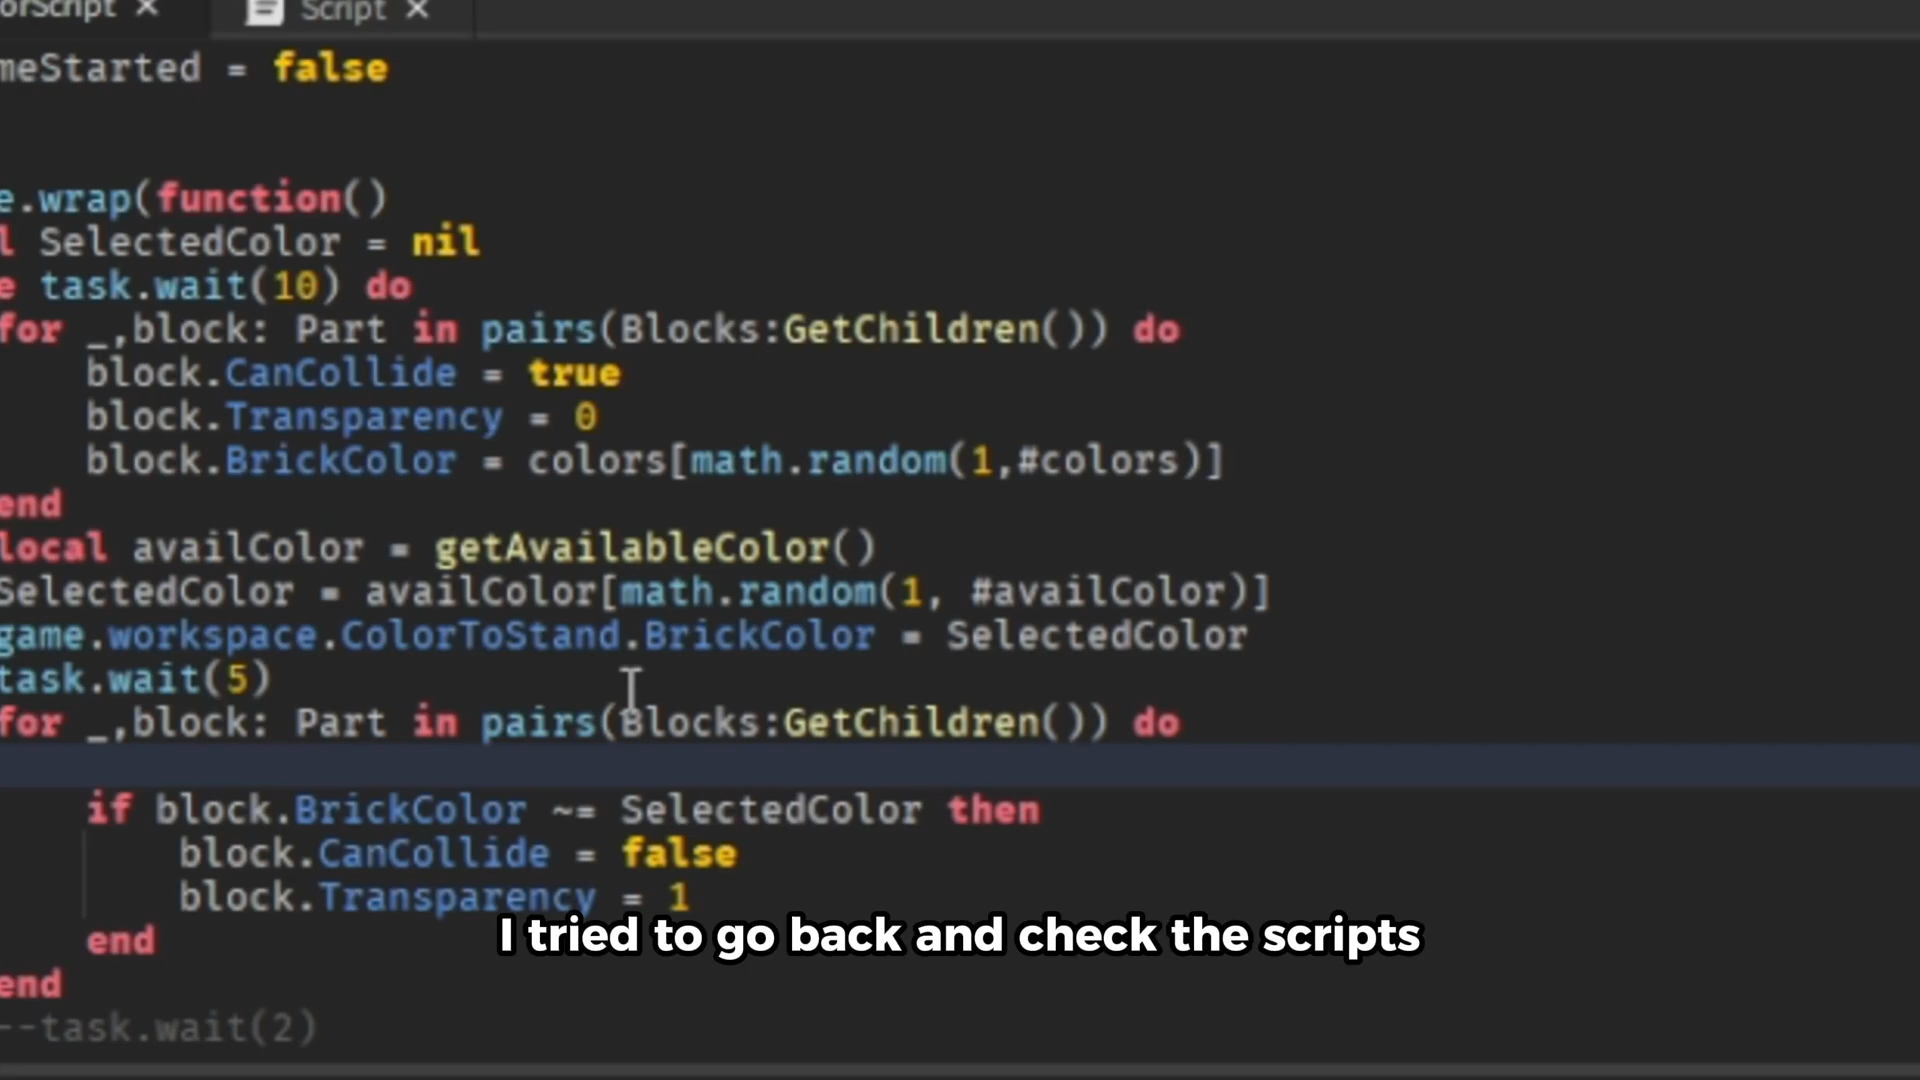 orScript ×  Script ×
meStarted = false
e.wrap(function()
l SelectedColor = nil
e task.wait(10) do
for _,block: Part in pairs(Blocks:GetChildren()) do
block.CanCollide = true
block.Transparency = 0
block.BrickColor = colors[math.random(1,#colors)]
end
local availColor = getAvailableColor()
SelectedColor = availColor[math.random(1, #availColor)]
game.workspace.ColorToStand.BrickColor = SelectedColor
task.wait(5)
for _,block: Part in pairs(Blocks:GetChildren()) do
if block.BrickColor ~= SelectedColor then
block.CanCollide = false
block.Transparency = 1
I tried to go back and check the scripts
end
end
--task.wait(2)